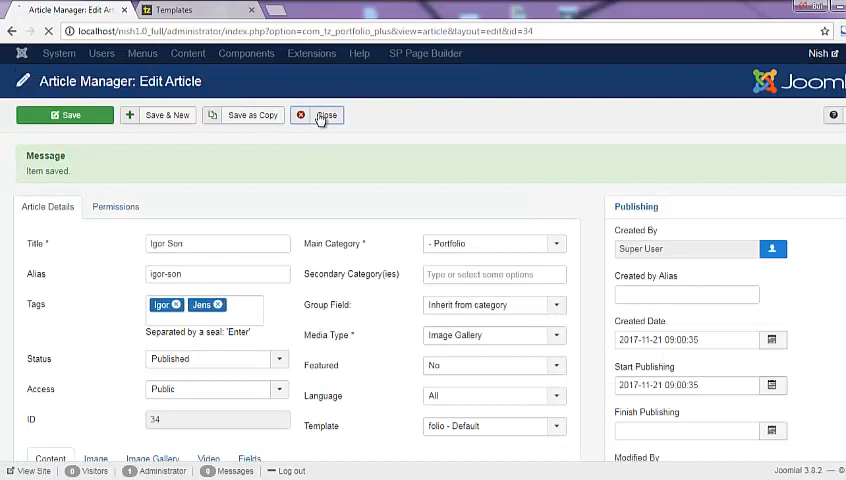 Article Manager: Edit Art
Templates
localhost/nish1.0_full/administrator/index.php?option=com_tz_portfolio_plus&view=article&layout=edit&id=34
System Users Menus Content Components Extensions Help SP Page Builder Nish
Article Manager: Edit Article
Joomla
Save
Save & New
Save as Copy
Close
Message
Item saved.
Article Details
Permissions
Publishing
Title *
Igor Son
Main Category *
- Portfolio
Created By
Super User
Alias
igor-son
Secondary Category(ies)
Type or select some options
Created by Alias
Tags
Igor
Jens
Separated by a seal: 'Enter'
Group Field:
Inherit from category
Created Date
2017-11-21 09:00:35
Media Type *
Image Gallery
Status
Published
Featured
No
Start Publishing
2017-11-21 09:00:35
Access
Public
Language
All
Finish Publishing
ID
34
Template
folio - Default
Content
Image
Image Gallery
Video
Fields
Modified By
View Site
0 Visitors
1 Administrator
0 Messages
Log out
Joomla! 3.8.2 — ©